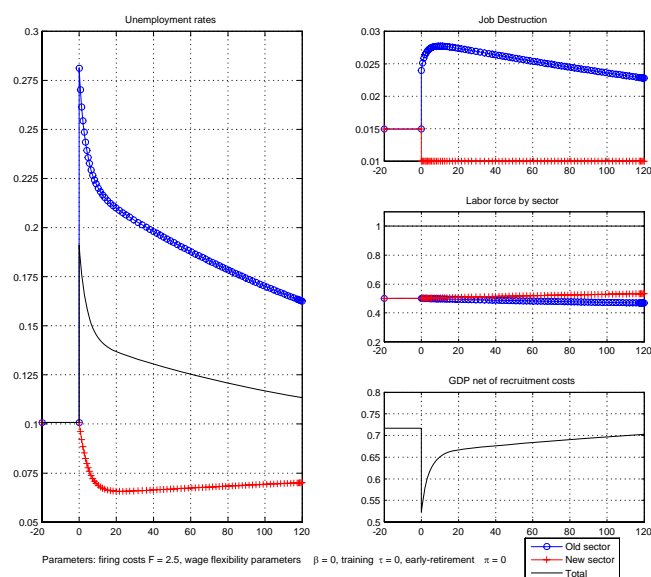 Unemployment rates
0.3
0.275
0.25
0.225
0.2
0.175
0.15
0.125
0.1
0.075
0.05
-20 0 20 40 60 80 100 120
Job Destruction
0.03
0.025
0.02
0.015
0.01
-20 0 20 40 60 80 100 120
Labor force by sector
1
0.8
0.6
0.4
0.2
-20 0 20 40 60 80 100 120
GDP net of recruitment costs
0.8
0.75
0.7
0.65
0.6
0.55
0.5
-20 0 20 40 60 80 100 120
Parameters: firing costs F = 2.5, wage flexibility parameters β = 0, training τ = 0, early-retirement π = 0
Old sector
New sector
Total